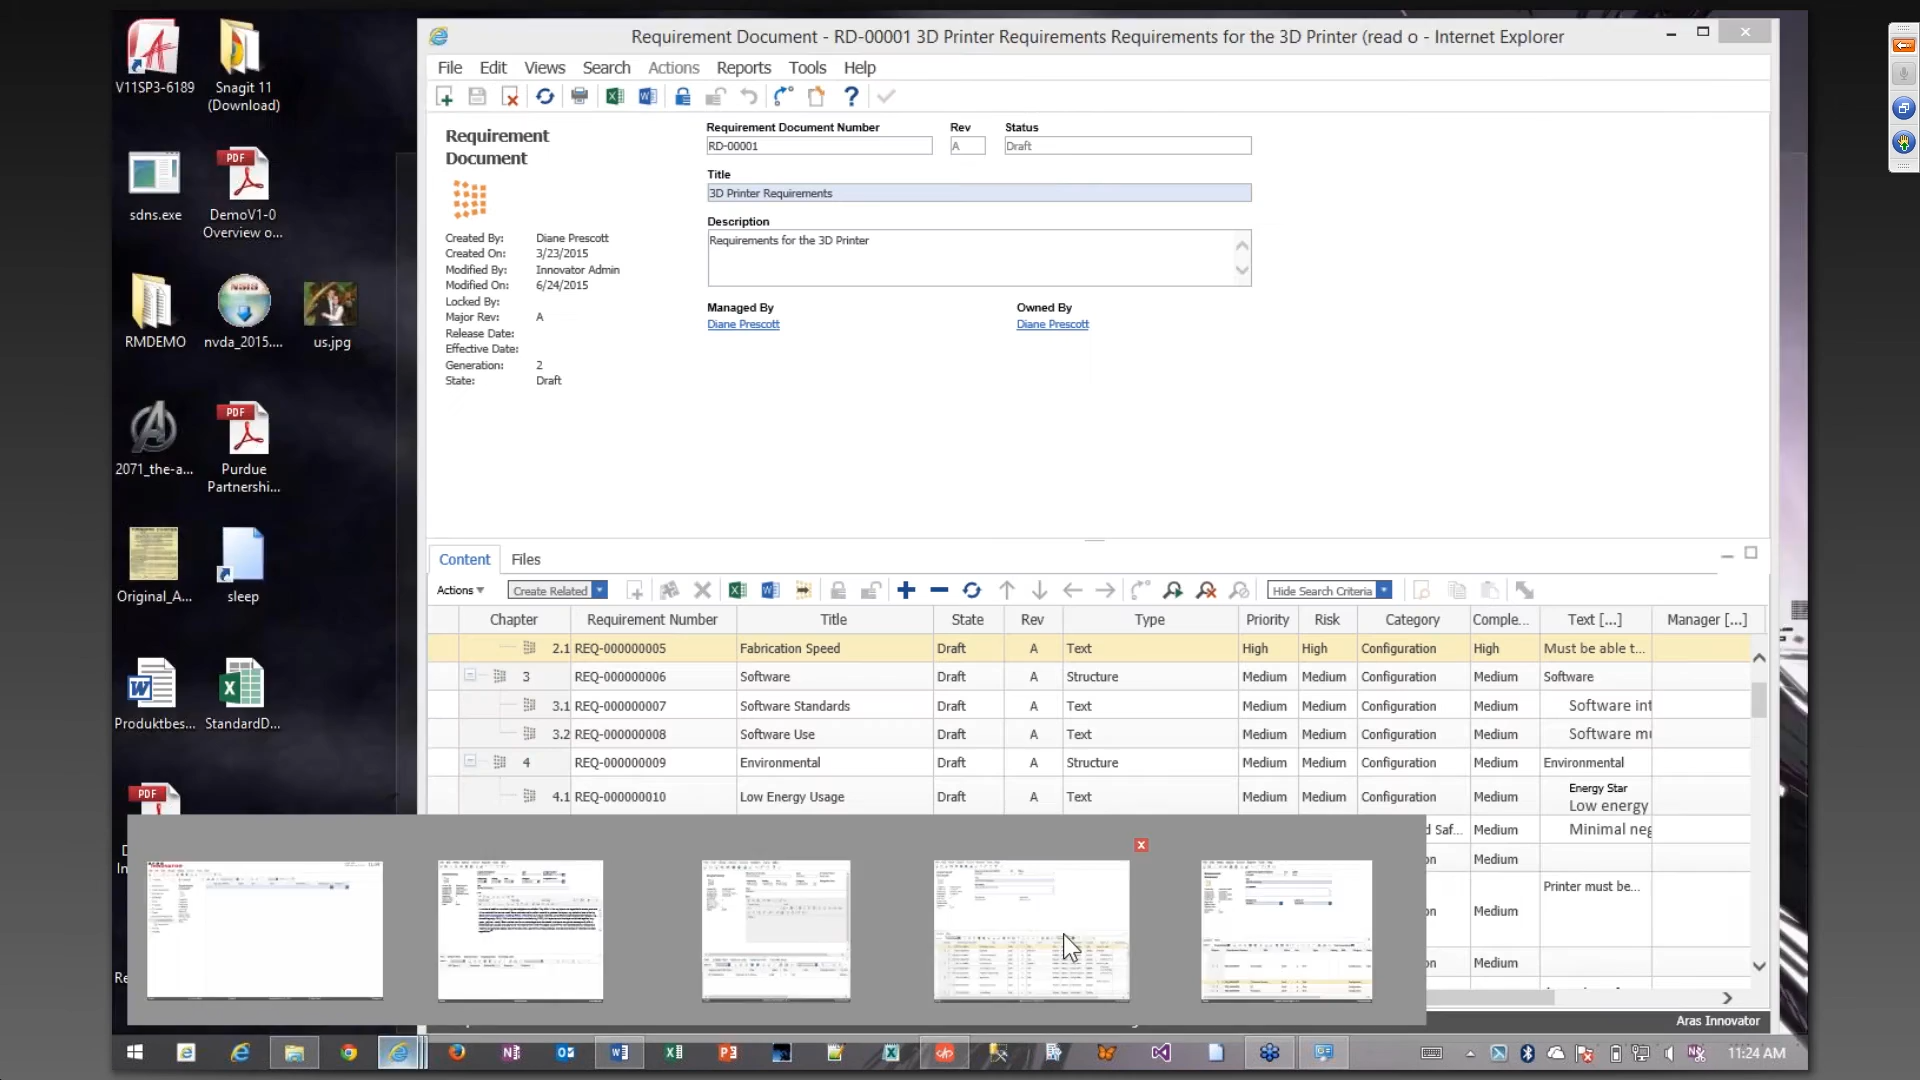 V11SP3-6189
Snagit 11
(Download)
sdns.exe
DemoV1-0
Overview o...
RMDEMO
nvda_2015....
us.jpg
2071_the-a...
Purdue
Partnershi...
Original_A...
sleep
Produktbes...
StandardD...
PDF
PDF
PDF
NSIS
Requirement Document - RD-00001 3D Printer Requirements Requirements for the 3D Printer (read o - Internet Explorer
File Edit Views Search Actions Reports Tools Help
Requirement
Document
Created By: Diane Prescott
Created On: 3/23/2015
Modified By: Innovator Admin
Modified On: 6/24/2015
Locked By:
Major Rev: A
Release Date:
Effective Date:
Generation: 2
State: Draft
Requirement Document Number Rev Status
RD-00001 A Draft
Title
3D Printer Requirements
Description
Requirements for the 3D Printer
Managed By Owned By
Diane Prescott Diane Prescott
Content Files
Actions Create Related Hide Search Criteria
Chapter Requirement Number Title State Rev Type Priority Risk Category Comple... Text [...] Manager [...]
2.1 REQ-000000005 Fabrication Speed Draft A Text High High Configuration High Must be able t...
3 REQ-000000006 Software Draft A Structure Medium Medium Configuration Medium Software
3.1 REQ-000000007 Software Standards Draft A Text Medium Medium Configuration Medium Software int
3.2 REQ-000000008 Software Use Draft A Text Medium Medium Configuration Medium Software mu
4 REQ-000000009 Environmental Draft A Structure Medium Medium Configuration Medium Environmental
4.1 REQ-000000010 Low Energy Usage Draft A Text Medium Medium Configuration Medium Energy Star
Low energy
d Saf... Medium Minimal neg
on Medium
Printer must be...
on Medium
on Medium
Aras Innovator
11:24 AM